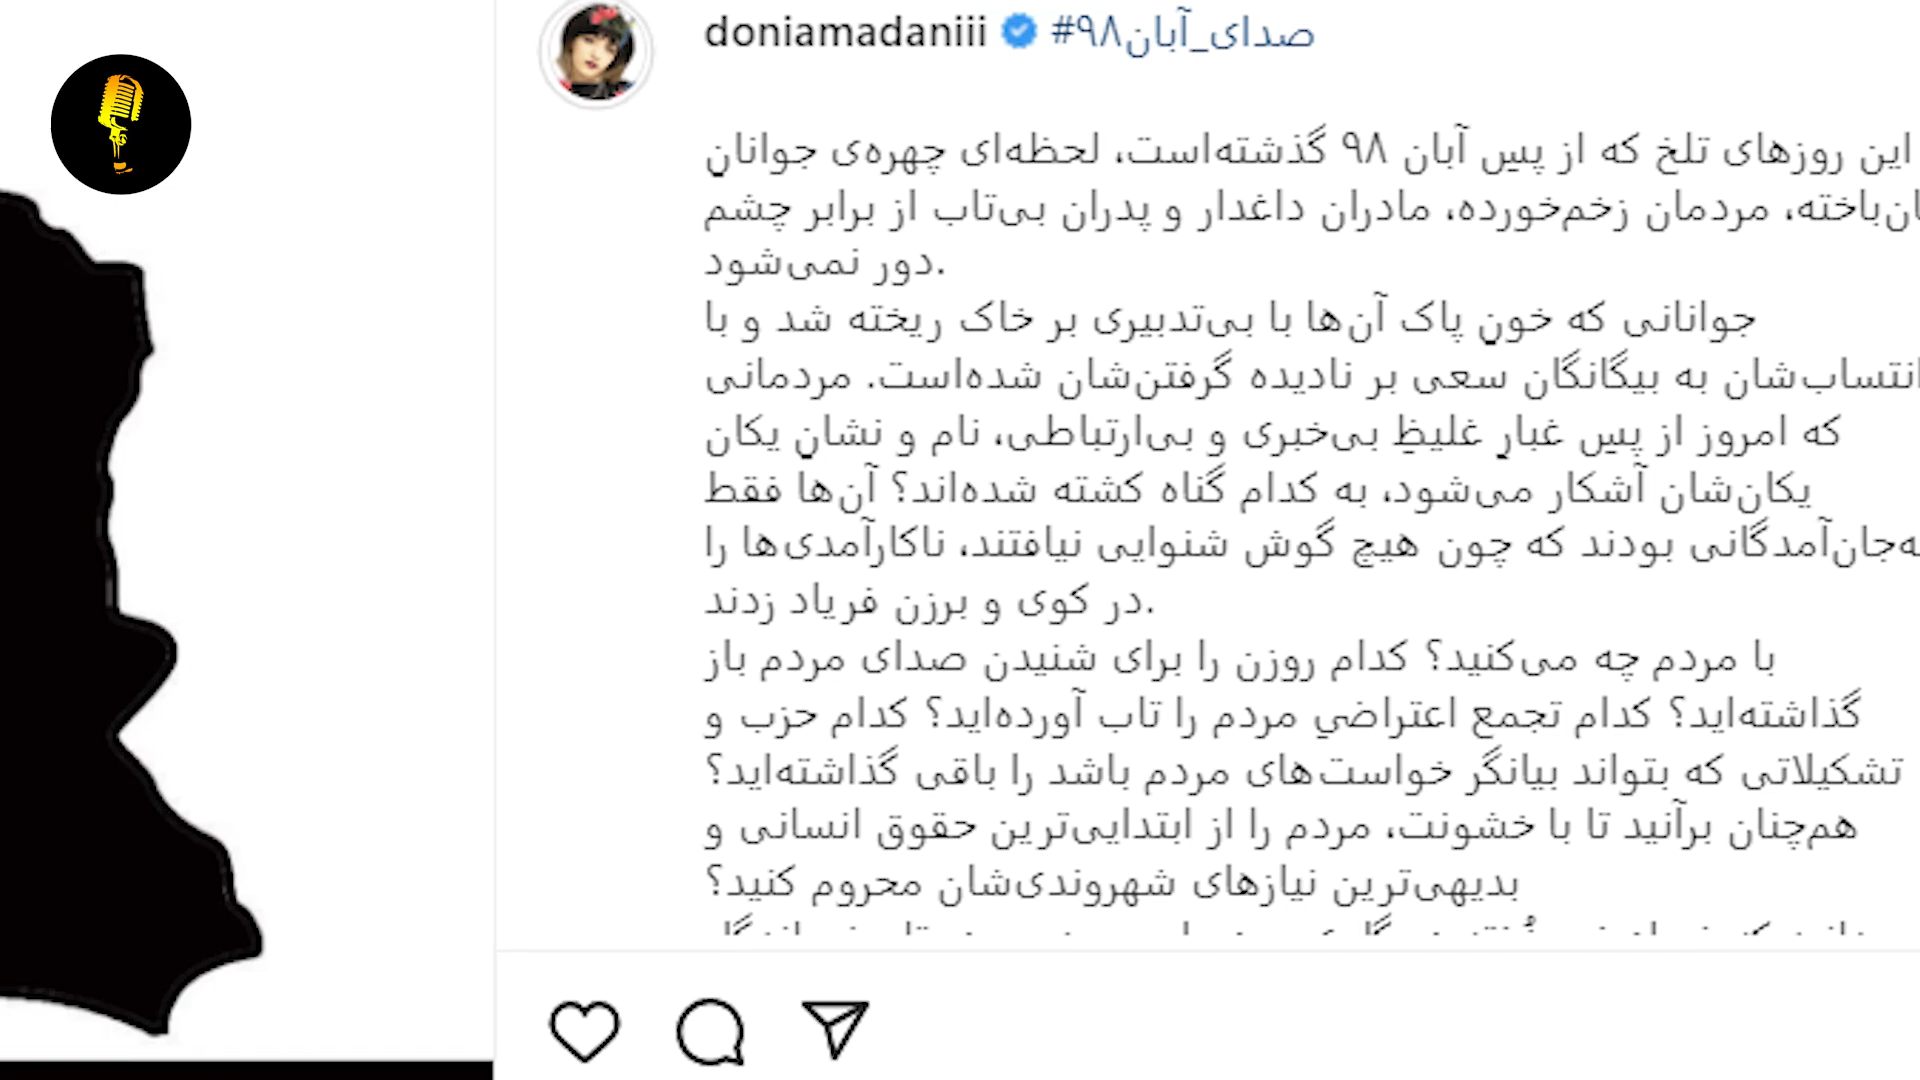 doniamadaniii #صدای_آبان۹۸
این روزهای تلخ که از پسِ آبان ۹۸ گذشته‌است، لحظه‌ای چهره‌ی جوانانِ
مردمان زخم‌خورده، مادران داغدار و پدران بی‌تاب از برابر چشم
دور نمی‌شود.
جوانانی که خونِ پاک آن‌ها با بی‌تدبیری بر خاک ریخته شد و با
انتساب‌شان به بیگانگان سعی بر نادیده گرفتن‌شان شده‌است. مردمانی
که امروز از پسِ غبارِ غلیظِ بی‌خبری و بی‌ارتباطی، نام و نشانِ یکان
یکان‌شان آشکار می‌شود، به کدام گناه کشته شده‌اند؟ آن‌ها فقط
بودند که چون هیچ گوش شنوایی نیافتند، ناکارآمدی‌ها را
در کوی و برزن فریاد زدند.
با مردم چه می‌کنید؟ کدام روزن را برای شنیدن صدای مردم باز
گذاشته‌اید؟ کدام تجمع اعتراضیِ مردم را تاب آورده‌اید؟ کدام حزب و
تشکیلاتی که بتواند بیانگر خواست‌های مردم باشد را باقی گذاشته‌اید؟
هم‌چنان برآنید تا با خشونت، مردم را از ابتدایی‌ترین حقوق انسانی و
بدیهی‌ترین نیازهای شهروندی‌شان محروم کنید؟